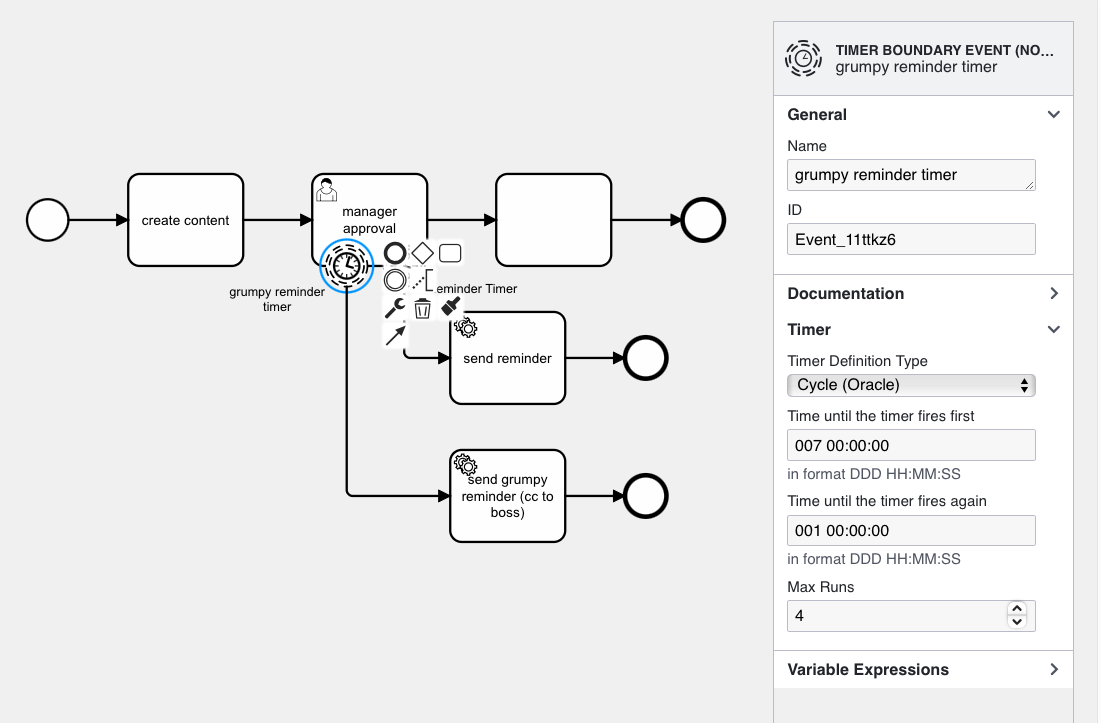 create content
manager
approval
grumpy reminder
timer
eminder Timer
send reminder
send grumpy
reminder (cc to
boss)
TIMER BOUNDARY EVENT (NO...
grumpy reminder timer
General
Name
grumpy reminder timer
ID
Event_11ttkz6
Documentation
Timer
Timer Definition Type
Cycle (Oracle)
Time until the timer fires first
007 00:00:00
in format DDD HH:MM:SS
Time until the timer fires again
001 00:00:00
in format DDD HH:MM:SS
Max Runs
4
Variable Expressions